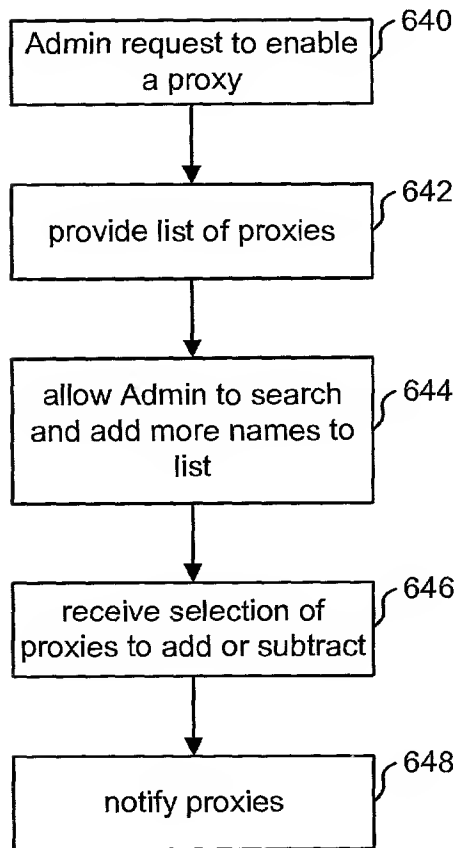 640
Admin request to enable
a proxy
642
provide list of proxies
644
allow Admin to search
and add more names to
list
646
receive selection of
proxies to add or subtract
648
notify proxies